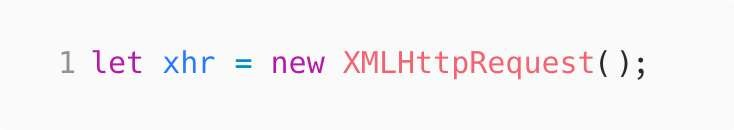 1 let xhr = new XMLHttpRequest();